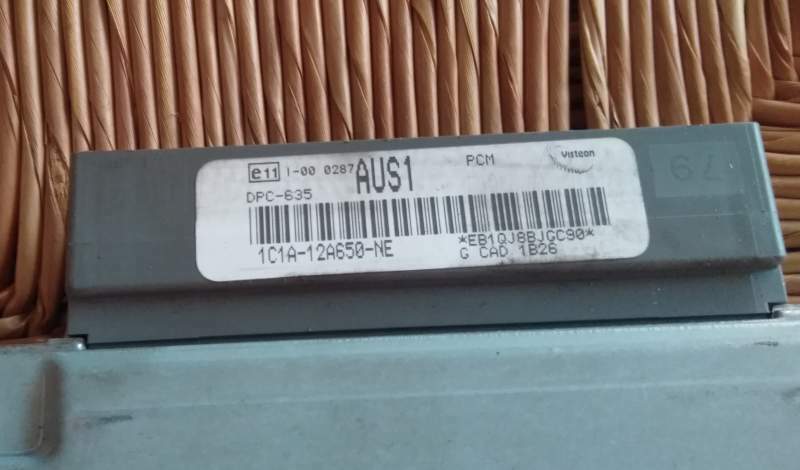 e11 1-00 0287 AUS1 PCM Visteon
DPC-635
1C1A-12A650-NE *EB1QJ8BJGC90*
G CAD 1B26